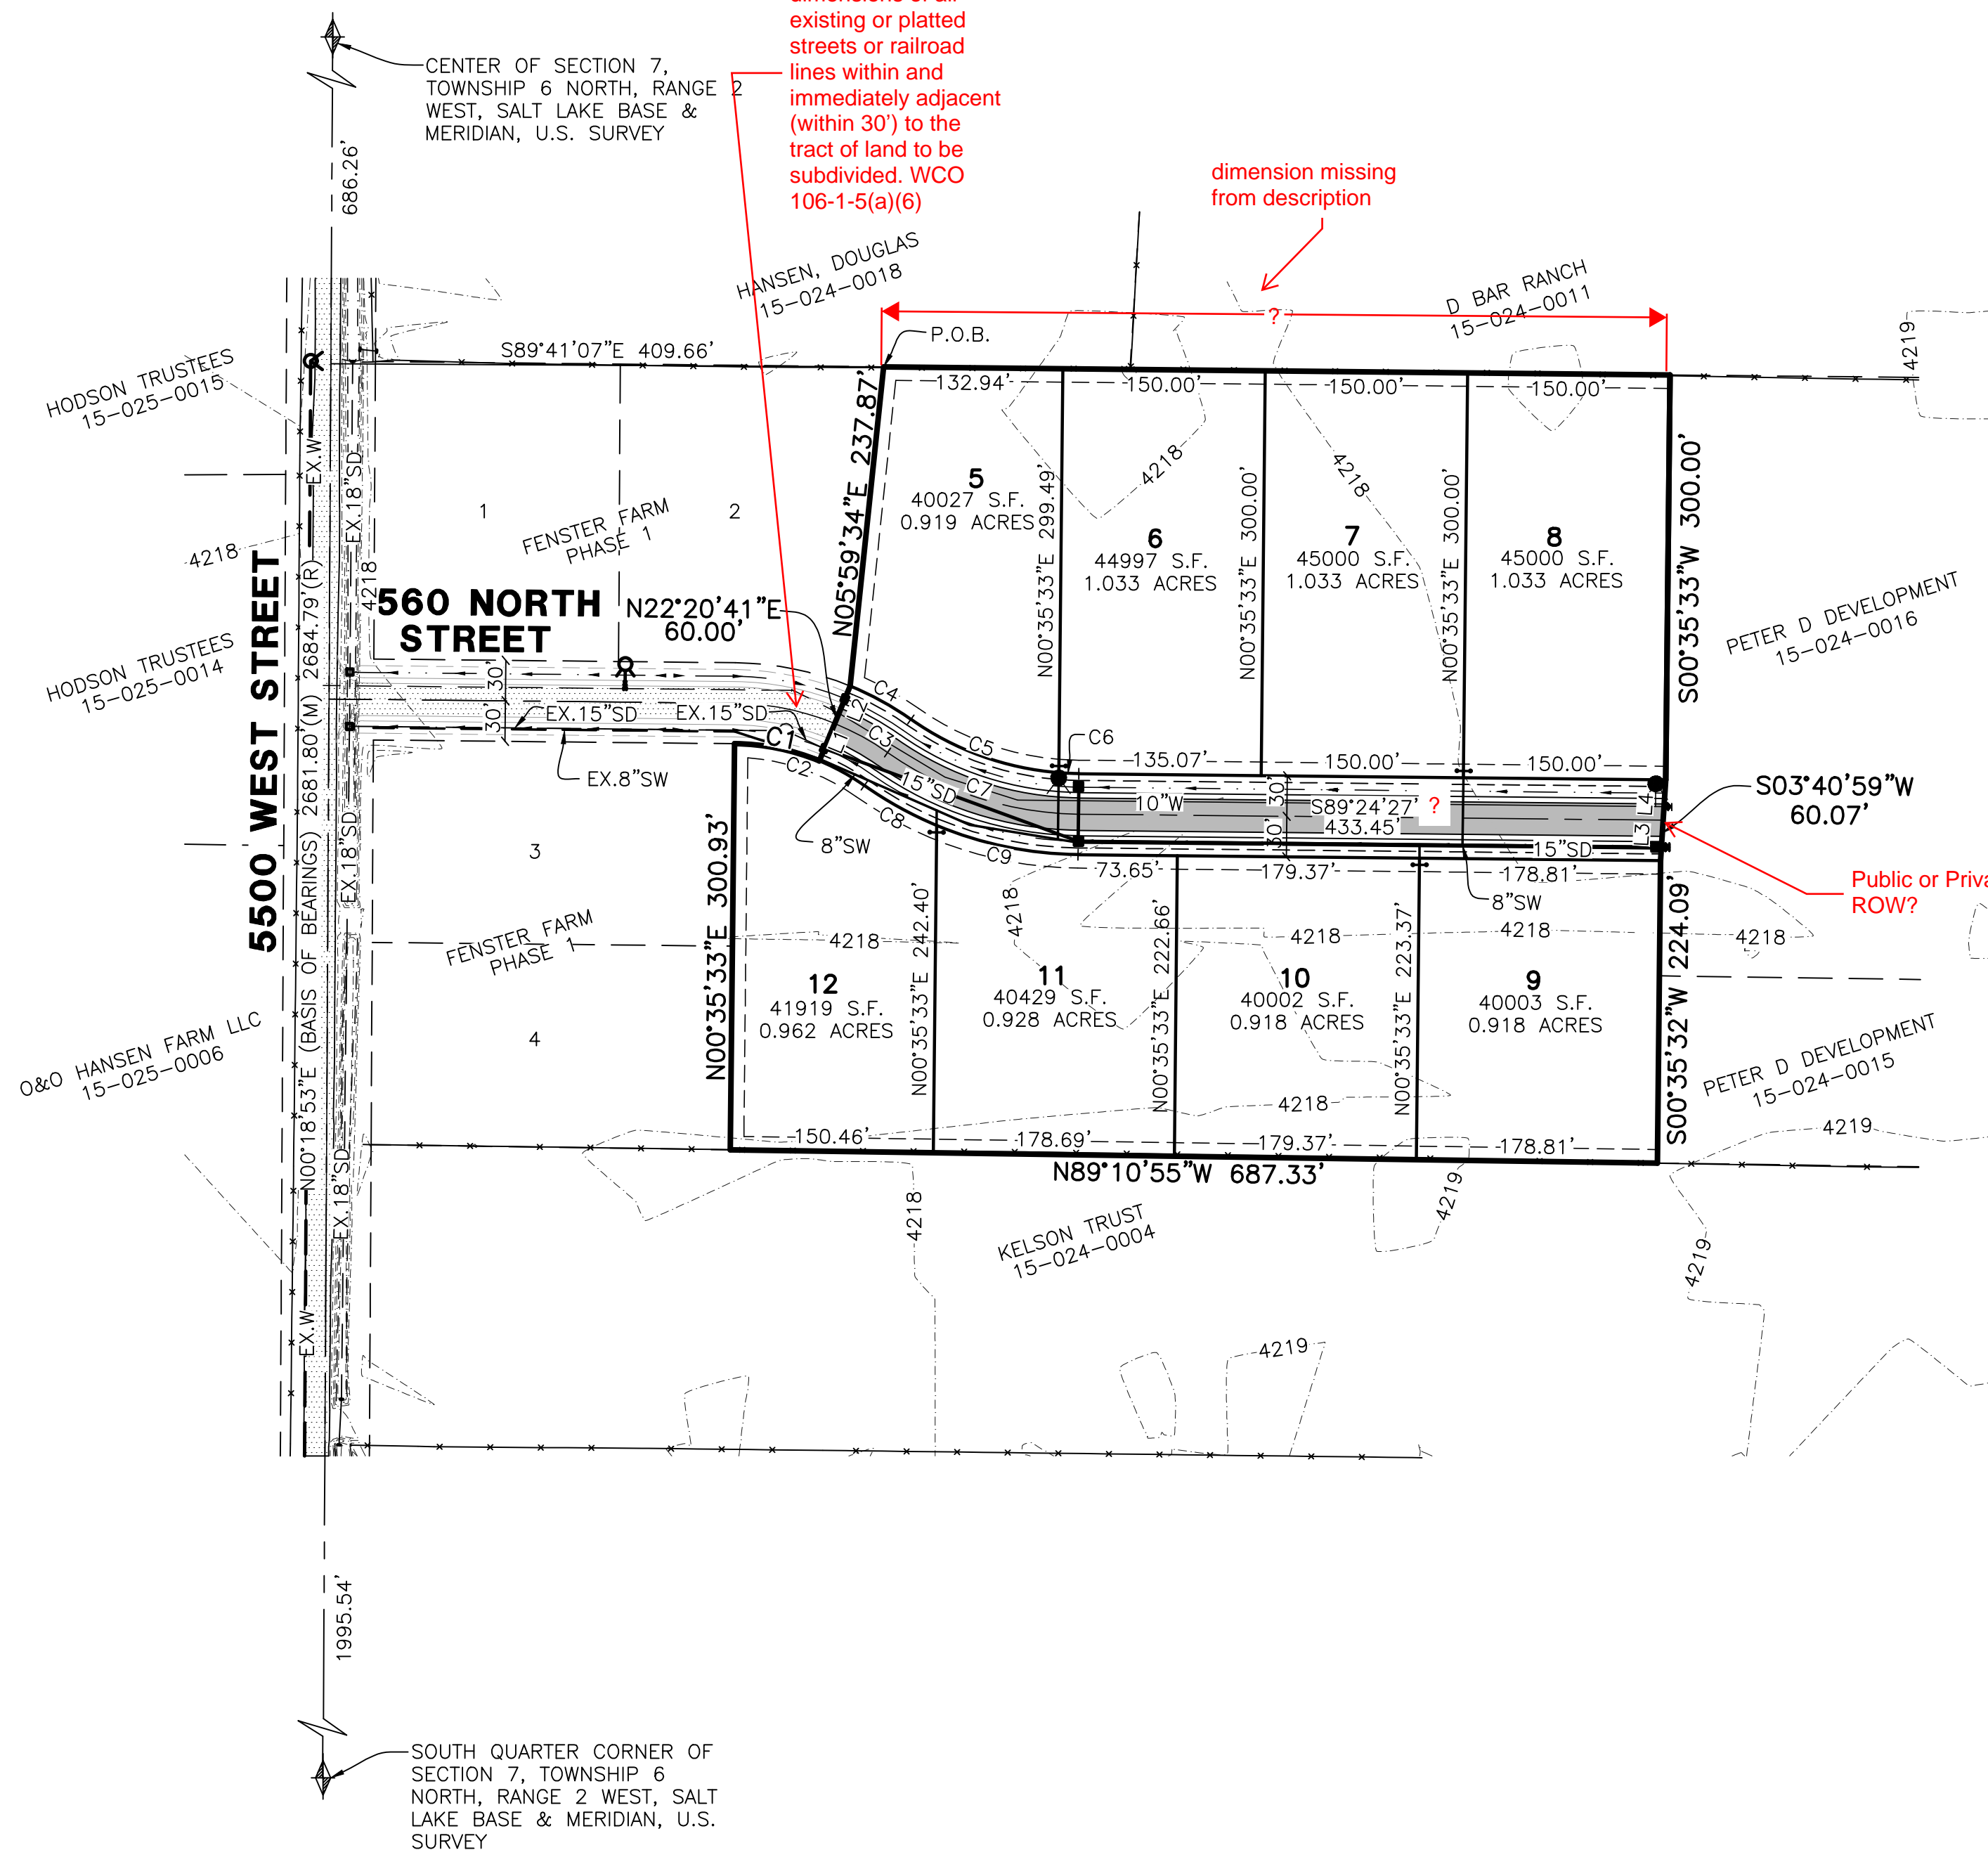 dimensions of all
existing or platted
streets or railroad
lines within and
immediately adjacent
(within 30') to the
tract of land to be
subdivided. WCO
106-1-5(a)(6)
CENTER OF SECTION 7,
TOWNSHIP 6 NORTH, RANGE 2
WEST, SALT LAKE BASE &
MERIDIAN, U.S. SURVEY
686.26'
dimension missing
from description
?
HANSEN, DOUGLAS
15-024-0018
D BAR RANCH
15-024-0011
4219
P.O.B.
S89°41'07"E 409.66'
HODSON TRUSTEES
15-025-0015
132.94'
150.00'
150.00'
150.00'
EX.W
EX.18"SD
N05°59'34"E 237.87'
5
40027 S.F.
0.919 ACRES
N00°35'33"E 299.49'
4218
6
44997 S.F.
1.033 ACRES
N00°35'33"E 300.00'
4218
7
45000 S.F.
1.033 ACRES
N00°35'33"E 300.00'
8
45000 S.F.
1.033 ACRES
S00°35'33"W 300.00'
1
2
FENSTER FARM
PHASE 1
4218
4218
5500 WEST STREET
560 NORTH
STREET
N22°20'41"E
60.00'
PETER D DEVELOPMENT
15-024-0016
HODSON TRUSTEES
15-025-0014
30'
30'
EX.15"SD
EX.15"SD
EX.8"SW
C1
C2
L2
C3
C4
C5
C6
C7
C8
C9
15"SD
8"SW
135.07'
150.00'
150.00'
10"W
30'
30'
S89°24'27' ?
433.45'
L4
L3
15"SD
S03°40'59"W
60.07'
73.65'
179.37'
178.81'
8"SW
Public or Priva
ROW?
N00°18'53"E (BASIS OF BEARINGS) 2681.80'(M) 2684.79'(R)
EX.18"SD
3
FENSTER FARM
PHASE 1
4
N00°35'33"E 300.93'
4218
12
41919 S.F.
0.962 ACRES
N00°35'33"E 242.40'
4218
11
40429 S.F.
0.928 ACRES
N00°35'33"E 222.66'
4218
10
40002 S.F.
0.918 ACRES
N00°35'33"E 223.37'
4218
9
40003 S.F.
0.918 ACRES
S00°35'32"W 224.09'
4218
O&O HANSEN FARM LLC
15-025-0006
PETER D DEVELOPMENT
15-024-0015
4218
4219
150.46'
178.69'
179.37'
178.81'
N89°10'55"W 687.33'
EX.18"SD
EX.W
4218
KELSON TRUST
15-024-0004
4219
4219
4219
1995.54'
SOUTH QUARTER CORNER OF
SECTION 7, TOWNSHIP 6
NORTH, RANGE 2 WEST, SALT
LAKE BASE & MERIDIAN, U.S.
SURVEY